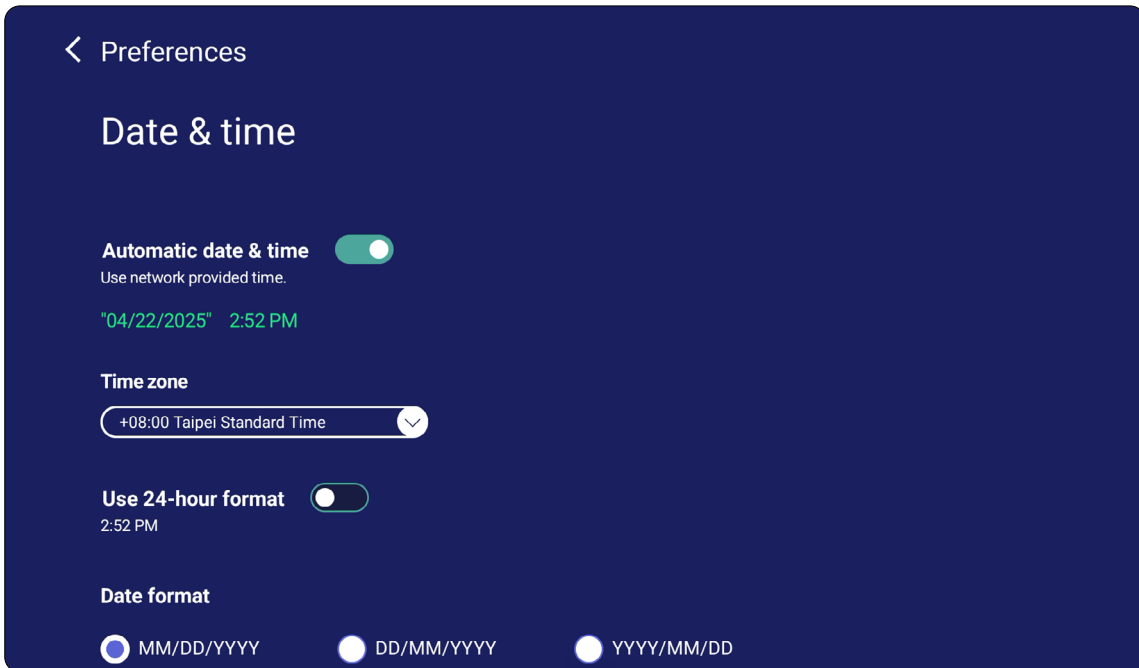 Preferences
Date & time
Automatic date & time
Use network provided time.
"04/22/2025" 2:52 PM
Time zone
+08:00 Taipei Standard Time
Use 24-hour format
2:52 PM
Date format
MM/DD/YYYY DD/MM/YYYY YYYY/MM/DD